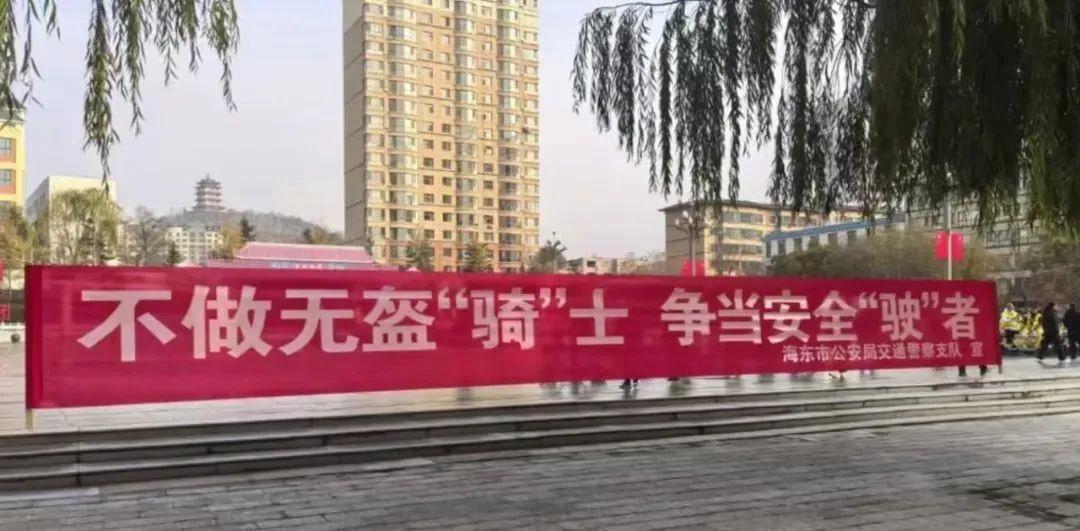 不做无盔“骑”士 争当安全“驶”者
海东市公安局交通警察支队 宣